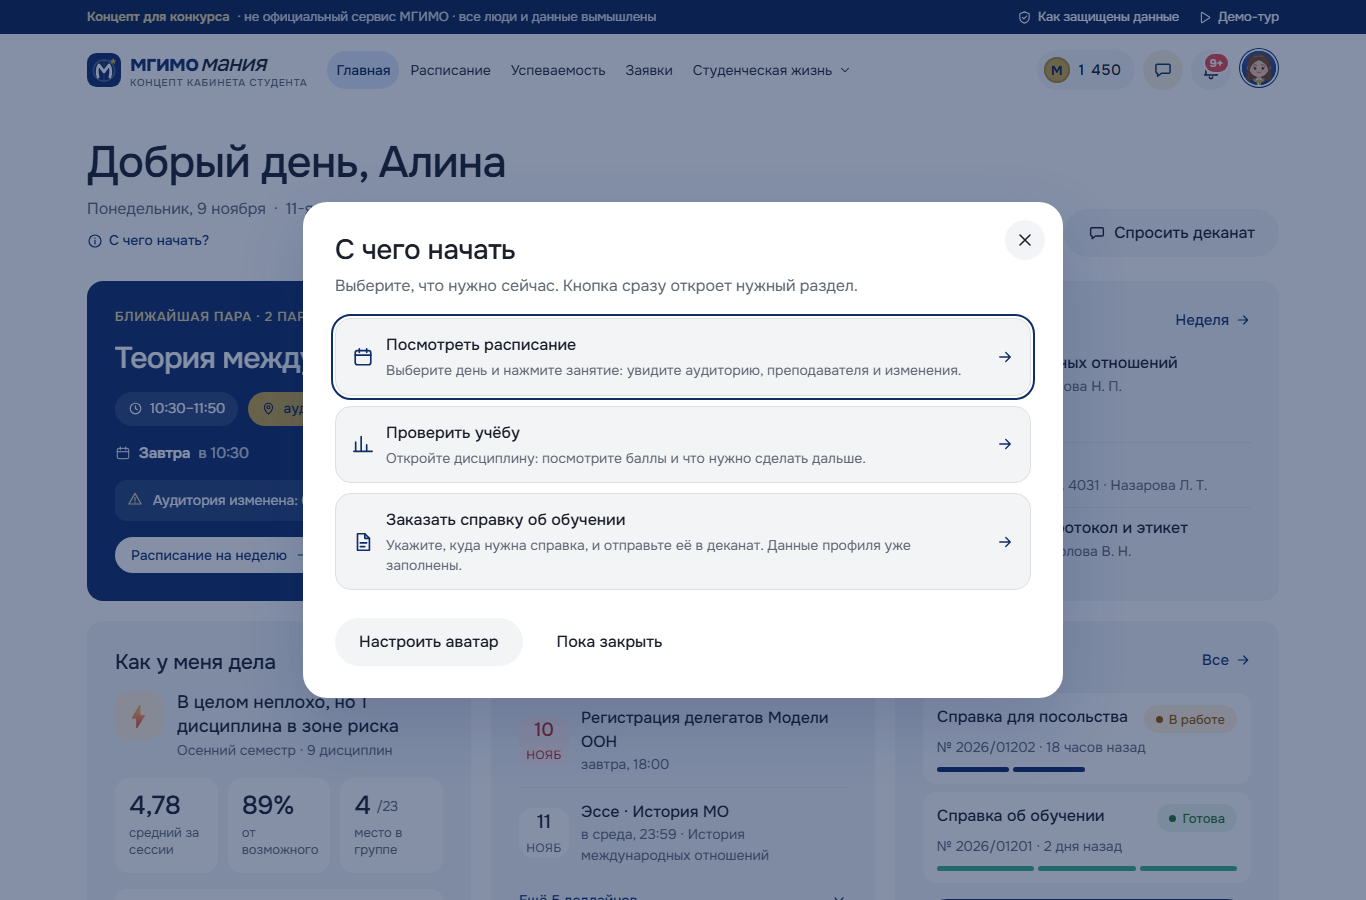 Концепт для конкурса · не официальный сервис МГИМО · все люди и данные вымышлены
Как защищены данные
Демо-тур
мгимо мания
КОНЦЕПТ КАБИНЕТА СТУДЕНТА
Главная
Расписание
Успеваемость
Заявки
Студенческая жизнь
М 1 450
9+
Добрый день, Алина
Понедельник, 9 ноября · 11-
С чего начать?
Спросить деканат
С чего начать
Выберите, что нужно сейчас. Кнопка сразу откроет нужный раздел.
Посмотреть расписание
Выберите день и нажмите занятие: увидите аудиторию, преподавателя и изменения.
Проверить учёбу
Откройте дисциплину: посмотрите баллы и что нужно сделать дальше.
Заказать справку об обучении
Укажите, куда нужна справка, и отправьте её в деканат. Данные профиля уже
заполнены.
Настроить аватар
Пока закрыть
БЛИЖАЙШАЯ ПАРА · 2 ПАР
Теория между
10:30–11:50
ауд
Завтра в 10:30
Аудитория изменена:
Расписание на неделю
Неделя
ных отношений
ова Н. П.
4031 · Назарова Л. Т.
ротокол и этикет
рлова В. Н.
Как у меня дела
В целом неплохо, но 1
дисциплина в зоне риска
Осенний семестр · 9 дисциплин
4,78
средний за
сессии
89%
от
возможного
4 /23
место в
группе
10
НОЯБ
Регистрация делегатов Модели
ООН
завтра, 18:00
11
НОЯБ
Эссе · История МО
в среда, 23:59 · История
международных отношений
Ещё 5 дедлайнов
Все
Справка для посольства
В работе
№ 2026/01202 · 18 часов назад
Справка об обучении
Готова
№ 2026/01201 · 2 дня назад